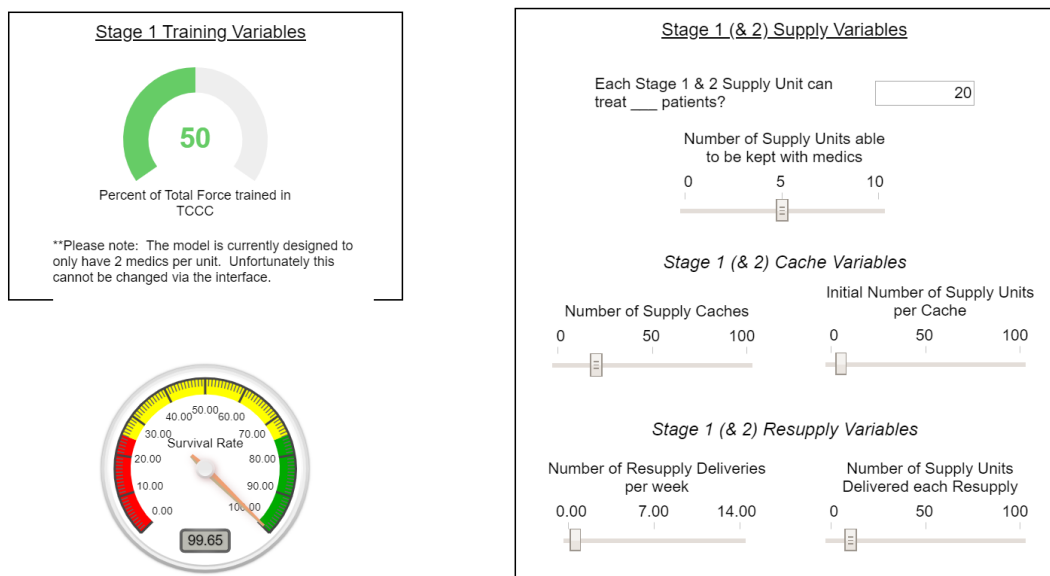 Stage 1 Training Variables
50
Percent of Total Force trained in
TCCC
**Please note:  The model is currently designed to
only have 2 medics per unit.  Unfortunately this
cannot be changed via the interface.
0.00
10.00
20.00
30.00
40.00
50.00
60.00
70.00
80.00
90.00
100.00
Survival Rate
99.65
Stage 1 (& 2) Supply Variables
Each Stage 1 & 2 Supply Unit can
treat ___ patients?
20
Number of Supply Units able
to be kept with medics
0 5 10
Stage 1 (& 2) Cache Variables
Number of Supply Caches
0 50 100
Initial Number of Supply Units
per Cache
0 50 100
Stage 1 (& 2) Resupply Variables
Number of Resupply Deliveries
per week
0.00 7.00 14.00
Number of Supply Units
Delivered each Resupply
0 50 100